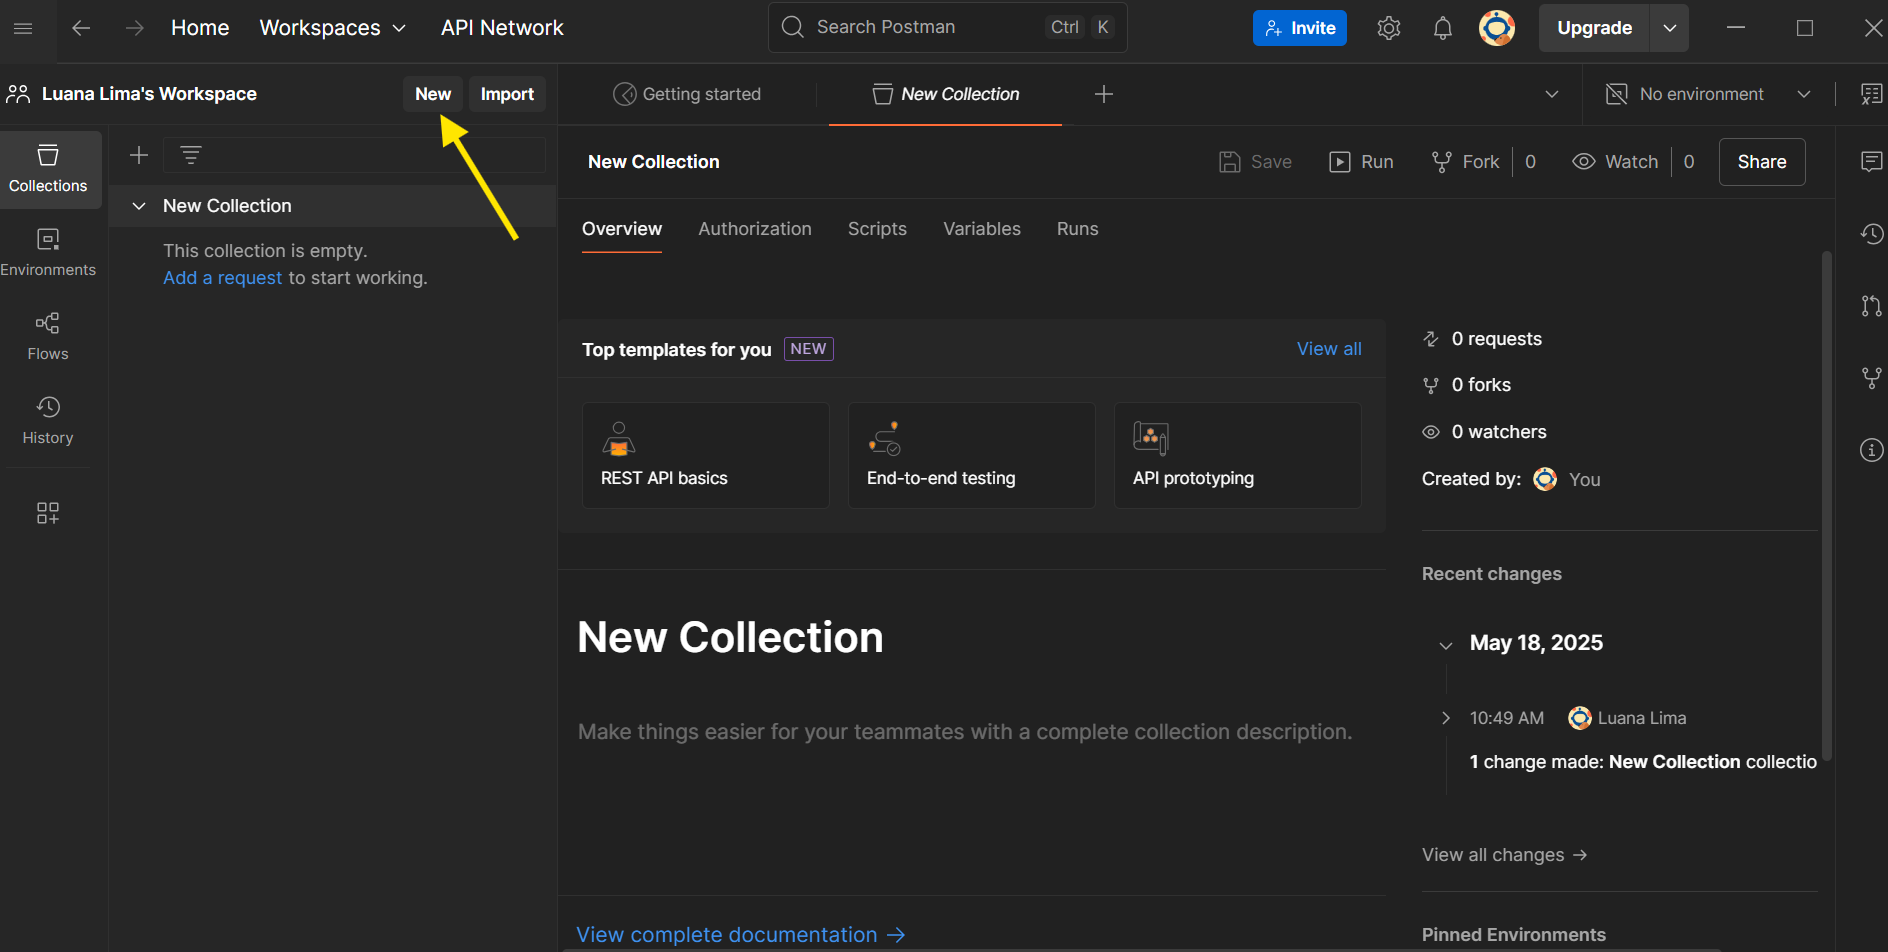 Home Workspaces API Network Search Postman Ctrl K Invite Upgrade
Luana Lima's Workspace New Import Getting started New Collection No environment
Collections
Environments
Flows
History
New Collection
This collection is empty.
Add a request to start working.
New Collection Save Run Fork 0 Watch 0 Share
Overview Authorization Scripts Variables Runs
Top templates for you NEW View all
REST API basics End-to-end testing API prototyping
New Collection
Make things easier for your teammates with a complete collection description.
View complete documentation →
0 requests
0 forks
0 watchers
Created by: You
Recent changes
May 18, 2025
10:49 AM Luana Lima
1 change made: New Collection collectio
View all changes →
Pinned Environments